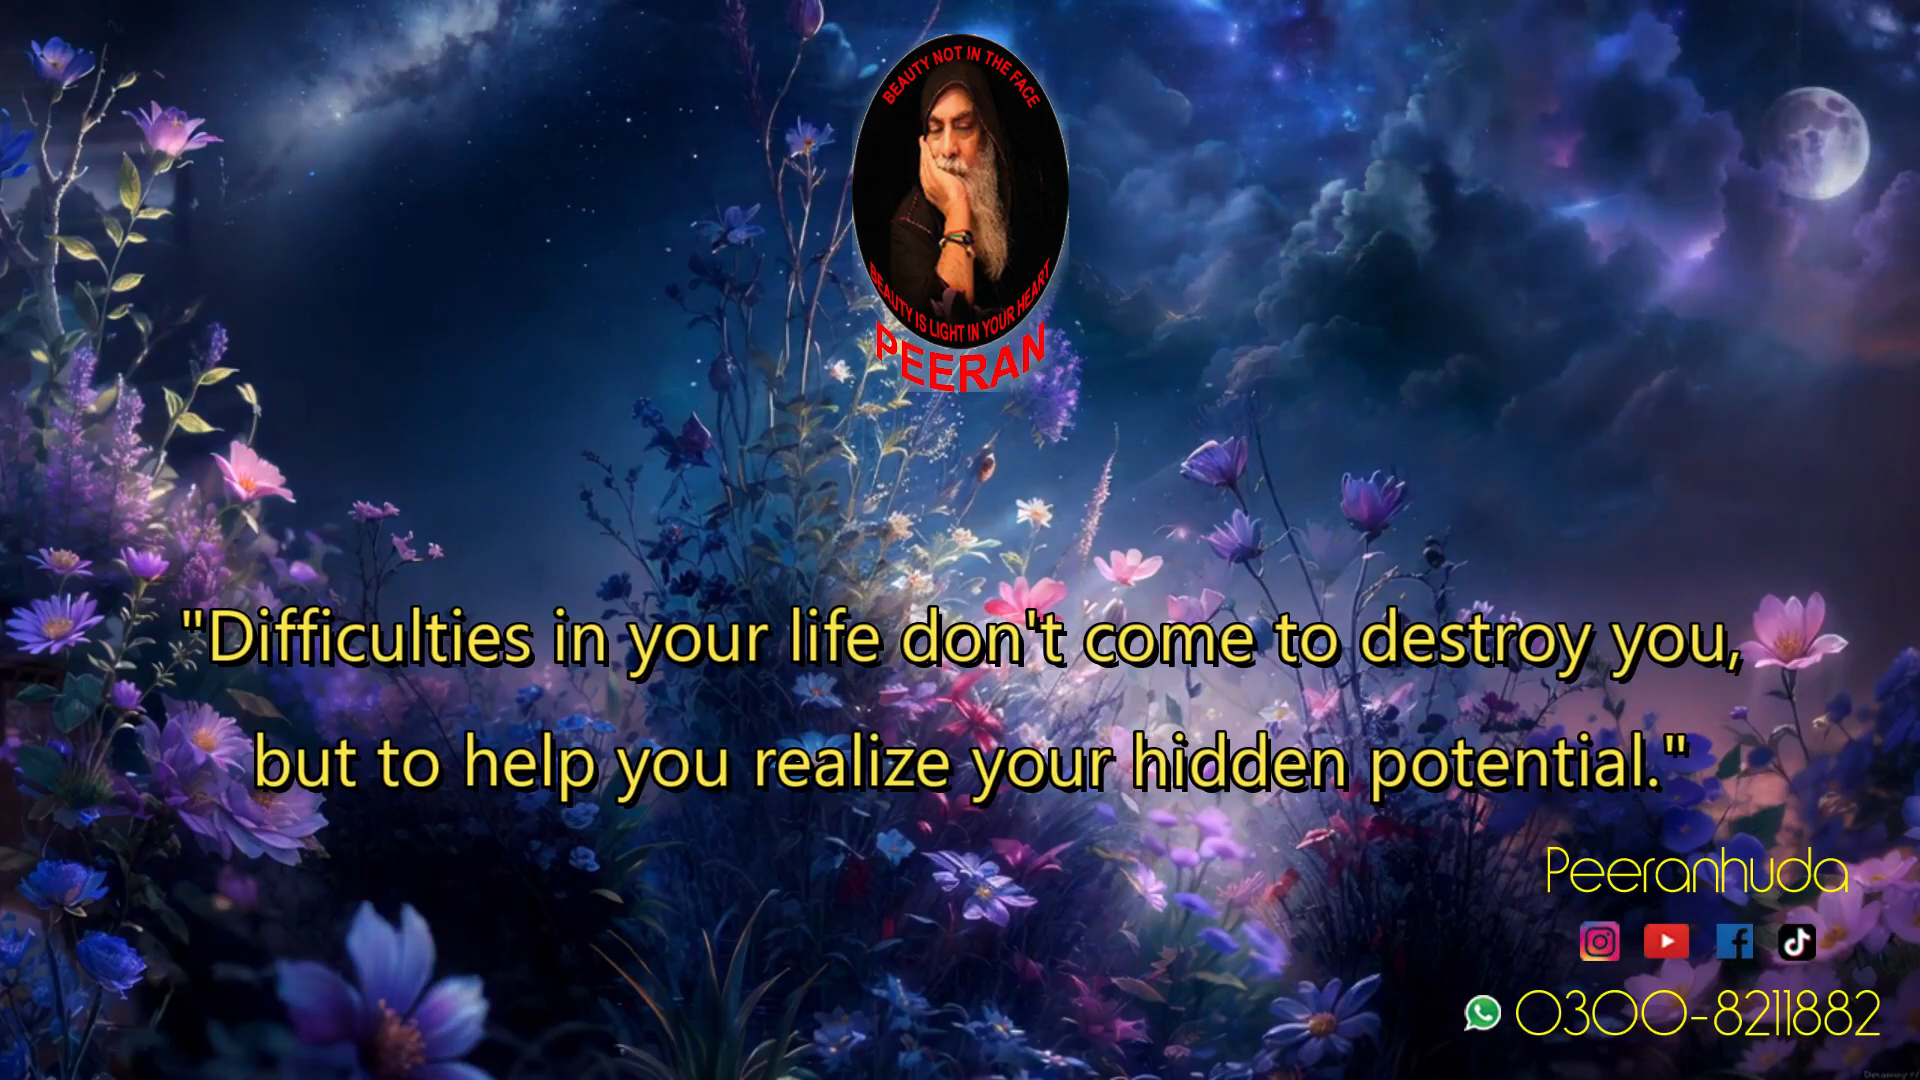 BEAUTY NOT IN THE FACE
BEAUTY IS LIGHT IN YOUR HEART
PEERAN
"Difficulties in your life don't come to destroy you,
but to help you realize your hidden potential."
Peeranhuda
0300-8211882